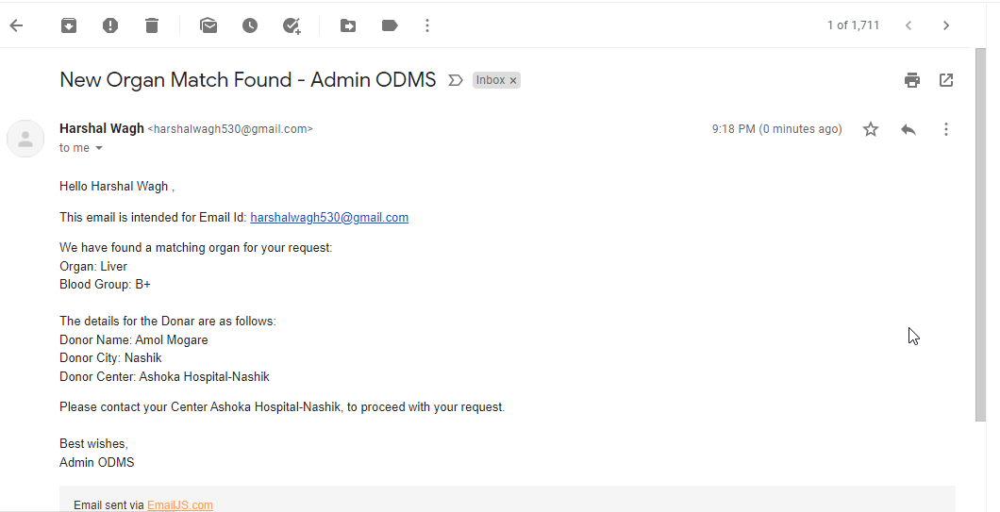 1 of 1,711
New Organ Match Found - Admin ODMS Inbox x
Harshal Wagh <harshalwagh530@gmail.com> 9:18 PM (0 minutes ago)
to me
Hello Harshal Wagh ,
This email is intended for Email Id: harshalwagh530@gmail.com
We have found a matching organ for your request:
Organ: Liver
Blood Group: B+
The details for the Donar are as follows:
Donor Name: Amol Mogare
Donor City: Nashik
Donor Center: Ashoka Hospital-Nashik
Please contact your Center Ashoka Hospital-Nashik, to proceed with your request.
Best wishes,
Admin ODMS
Email sent via EmailJS.com